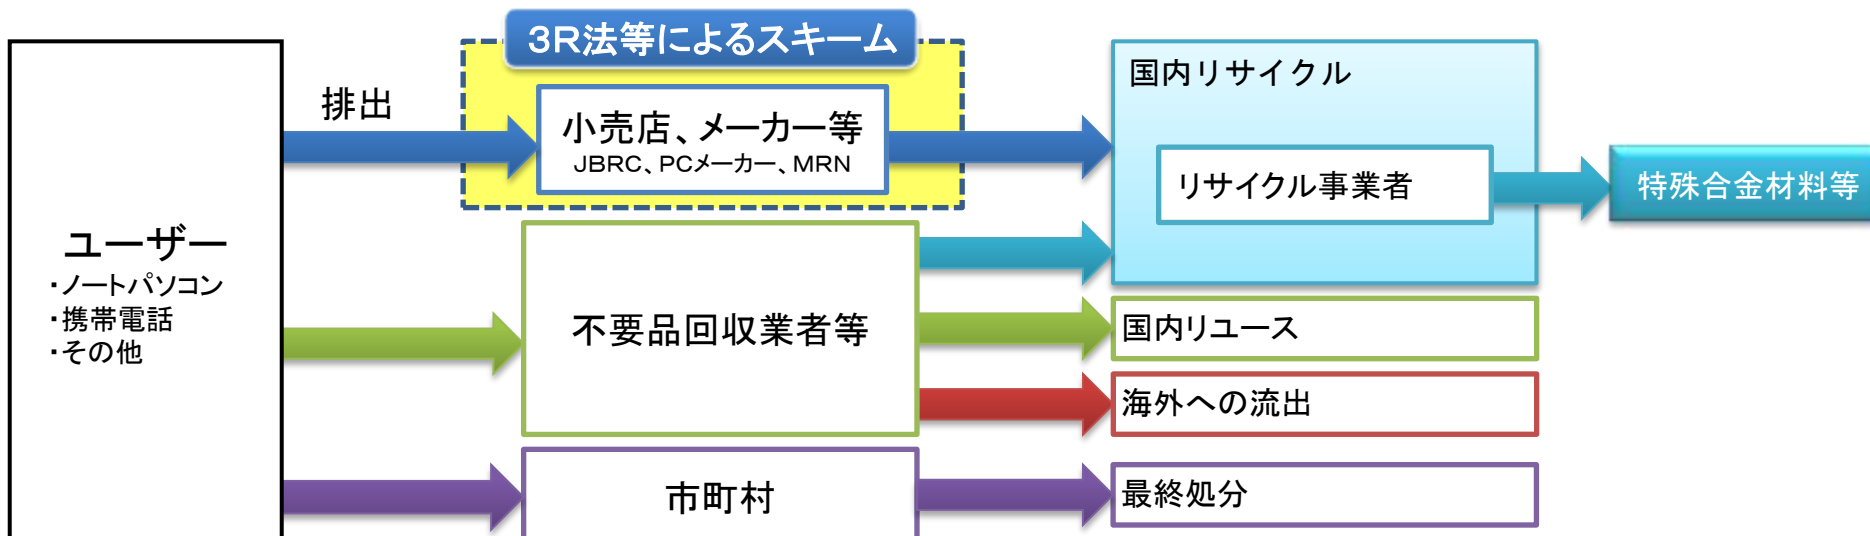 3R法等によるスキーム
排出
小売店、メーカー等
JBRC、PCメーカー、MRN
国内リサイクル
リサイクル事業者
特殊合金材料等
ユーザー
・ノートパソコン
・携帯電話
・その他
不要品回収業者等
国内リユース
海外への流出
市町村
最終処分